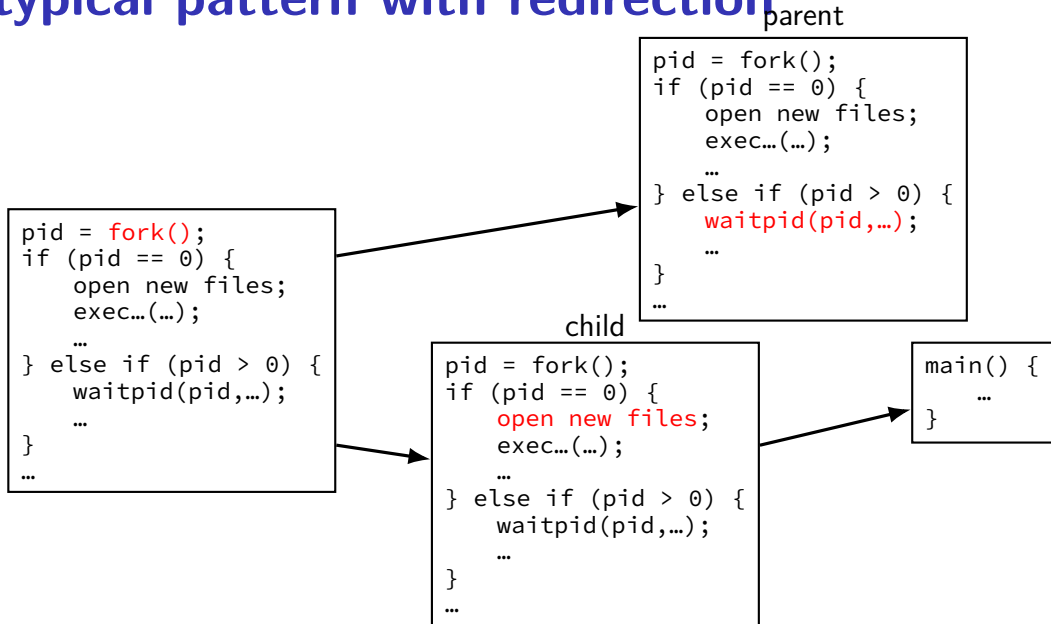 typical pattern with redirection
parent
pid = fork();
if (pid == 0) {
open new files;
exec…(…);
…
} else if (pid > 0) {
waitpid(pid,…);
…
}
…
pid = fork();
if (pid == 0) {
open new files;
exec…(…);
…
} else if (pid > 0) {
waitpid(pid,…);
…
}
…
child
pid = fork();
if (pid == 0) {
open new files;
exec…(…);
…
} else if (pid > 0) {
waitpid(pid,…);
…
}
…
main() {
…
}